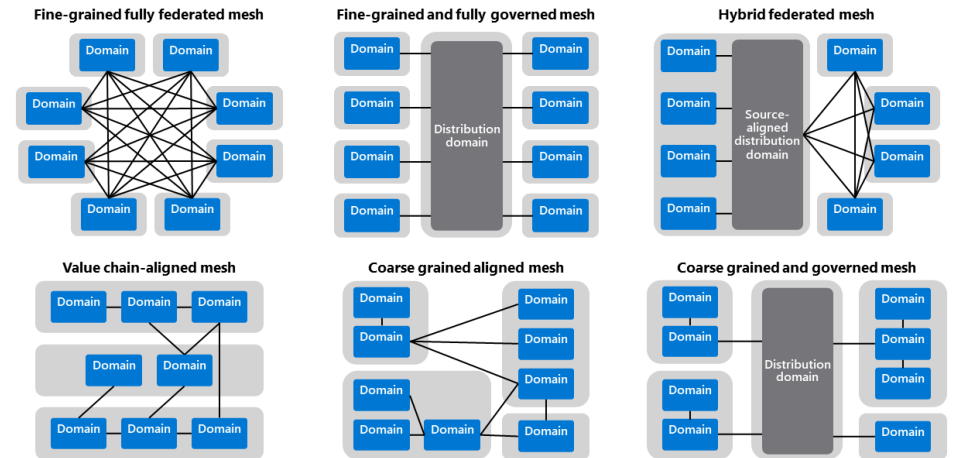 Fine-grained fully federated mesh
Domain
Domain
Domain
Domain
Domain
Domain
Domain
Domain
Fine-grained and fully governed mesh
Domain
Domain
Domain
Domain
Distribution
domain
Domain
Domain
Domain
Domain
Hybrid federated mesh
Domain
Domain
Domain
Domain
Source-
aligned
distribution
domain
Domain
Domain
Domain
Domain
Value chain-aligned mesh
Domain
Domain
Domain
Domain
Domain
Domain
Domain
Domain
Coarse grained aligned mesh
Domain
Domain
Domain
Domain
Domain
Domain
Domain
Domain
Domain
Coarse grained and governed mesh
Domain
Domain
Domain
Domain
Distribution
domain
Domain
Domain
Domain
Domain